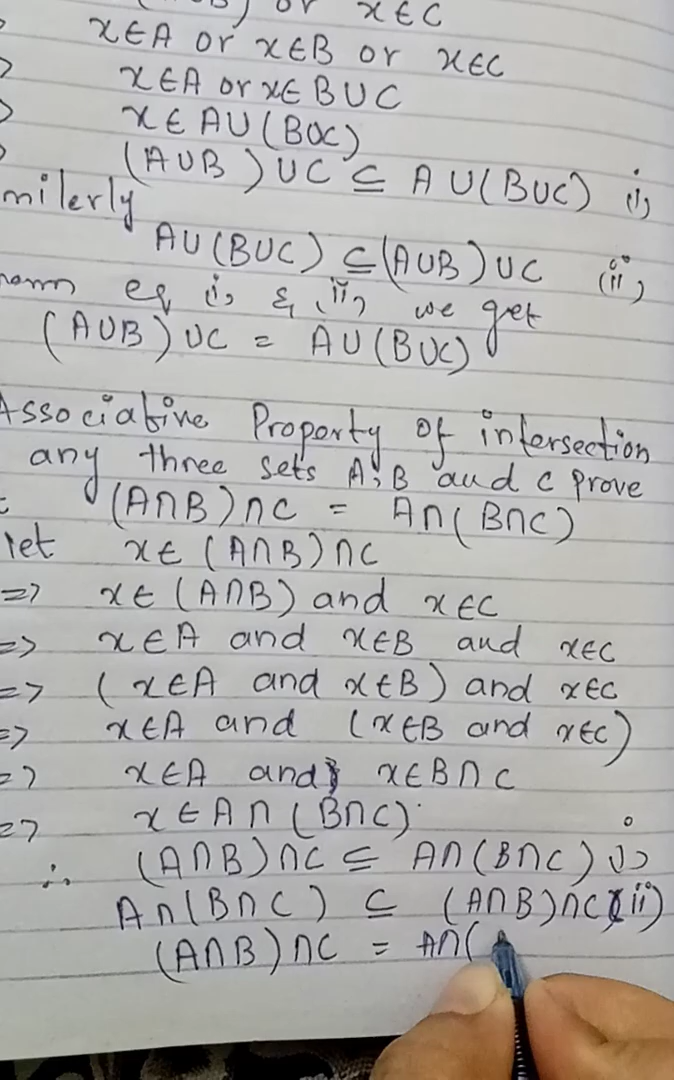 ) or x∈C
x∈A or x∈B or x∈C
x∈A or x∈ B∪C
x∈ A∪(B∪C)
(A∪B)∪C ⊆ A∪(B∪C) i)
milerly
A∪(B∪C) ⊆ (A∪B)∪C (ii)
eq i) & ii) we get
(A∪B)∪C = A∪(B∪C)
Associative Property of intersection
any three sets A, B and C prove
(A∩B)∩C = A∩(B∩C)
let x∈ (A∩B)∩C
=> x∈ (A∩B) and x∈C
=> x∈A and x∈B and x∈C
=> (x∈A and x∈B) and x∈C
=> x∈A and (x∈B and x∈C)
=> x∈A and x∈B∩C
=> x∈A∩(B∩C)
∴ (A∩B)∩C ⊆ A∩(B∩C) i)
A∩(B∩C) ⊆ (A∩B)∩C (ii)
(A∩B)∩C = A∩(